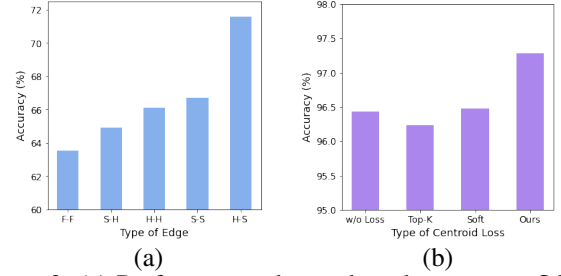 72
70
68
66
64
62
60
Accuracy (%)
F-F S-H H-H S-S H-S
Type of Edge
(a)
98.0
97.5
97.0
96.5
96.0
95.5
95.0
Accuracy (%)
w/o Loss Top-K Soft Ours
Type of Centroid Loss
(b)